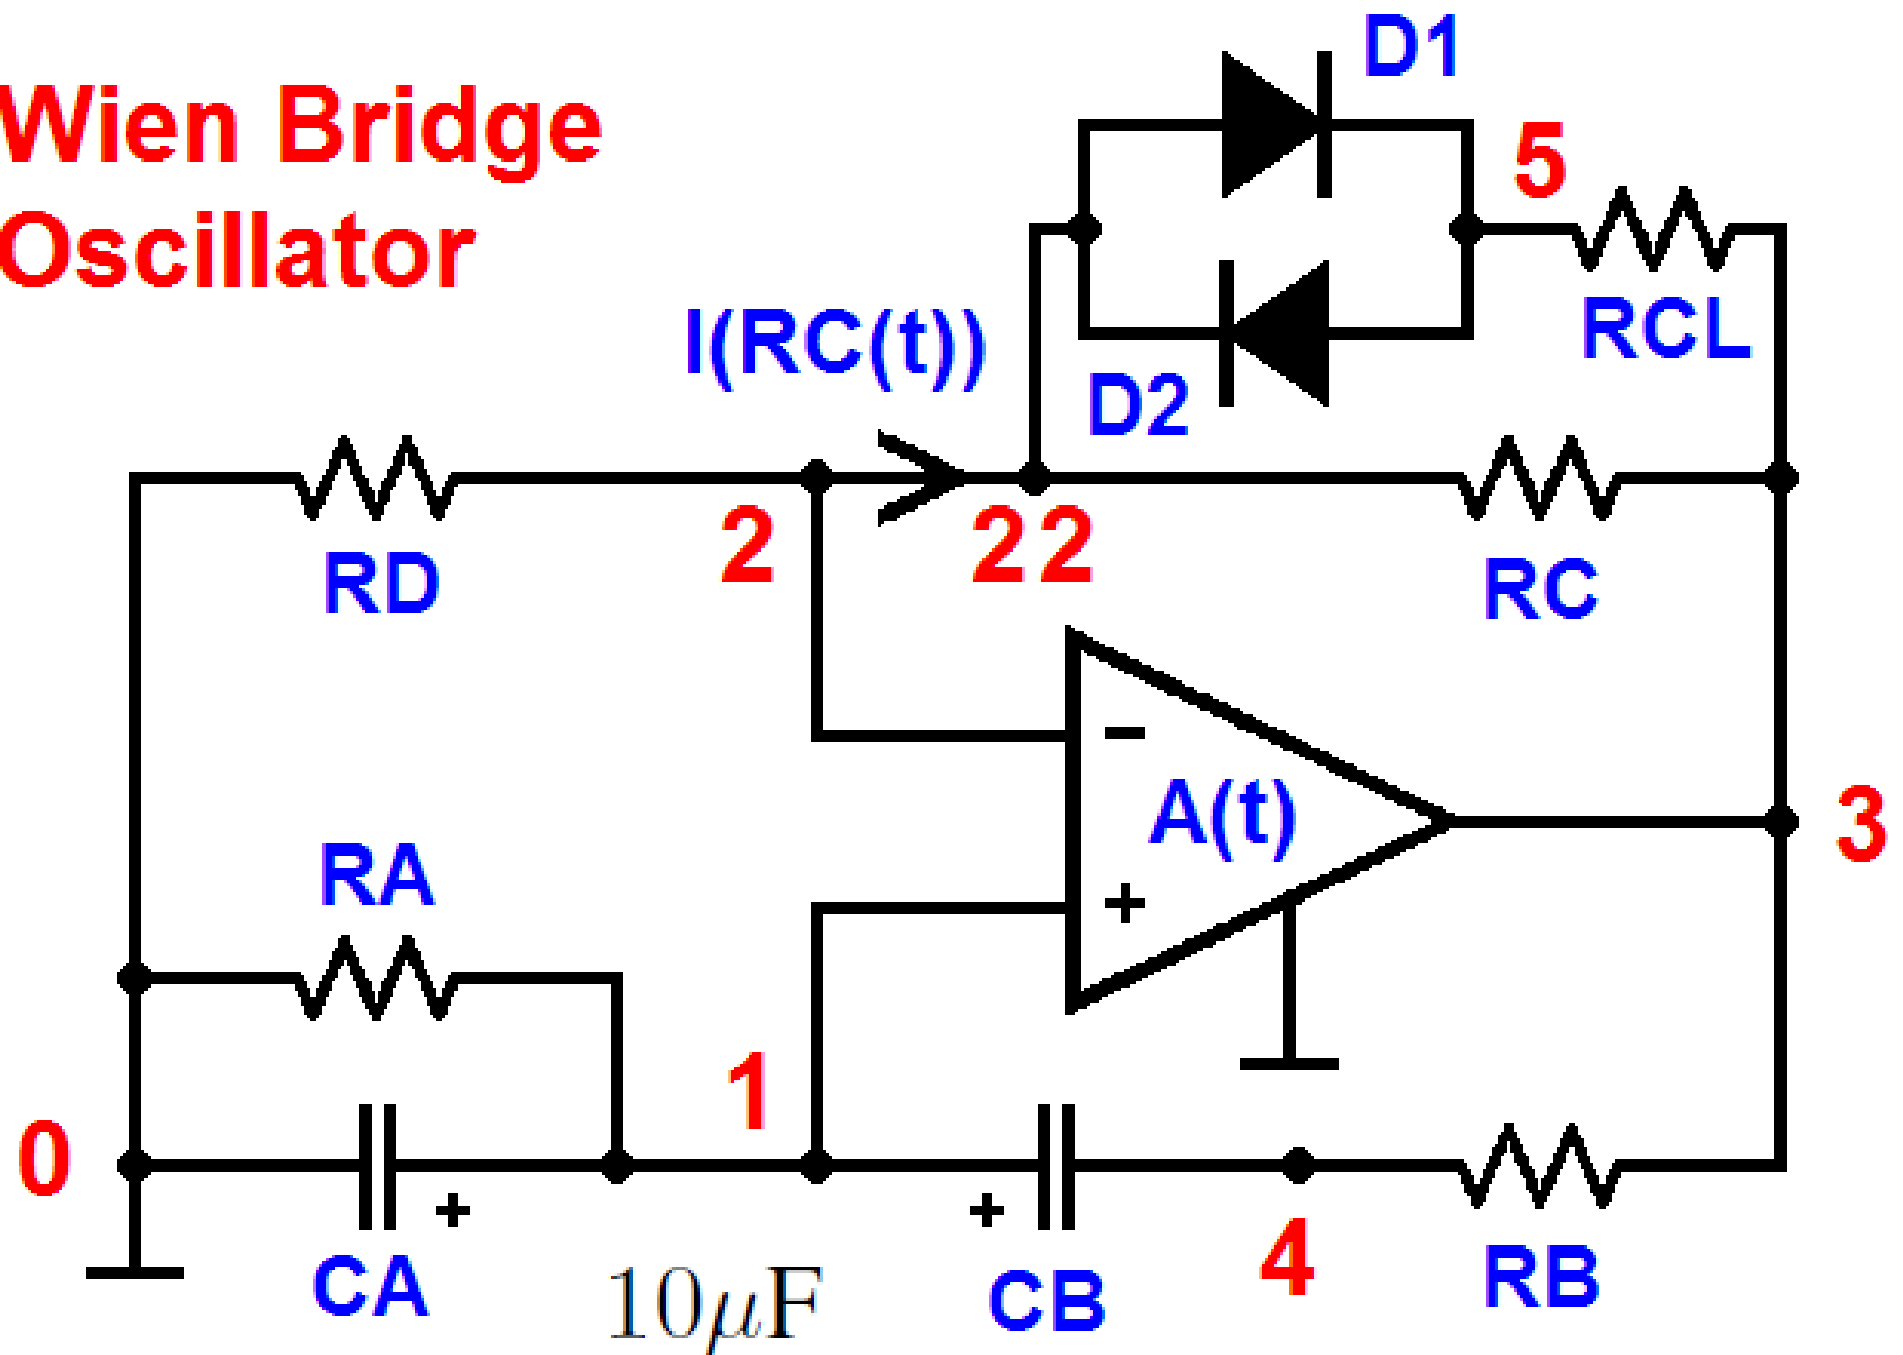 Wien Bridge
Oscillator
D1
5
I(RC(t))
RCL
D2
2
22
RD
RC
−
A(t)
3
+
RA
1
0
+
+
4
CA
10μF
CB
RB